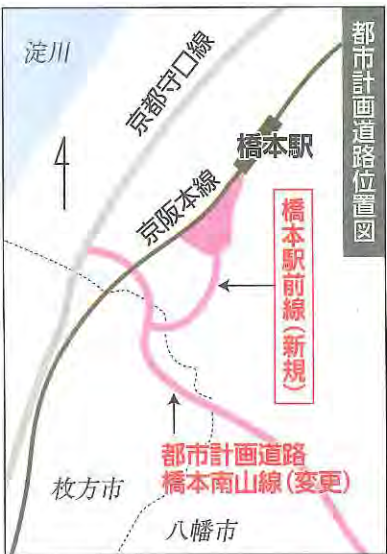 都市計画道路位置図
淀川
京都守口線
橋本駅
京阪本線
橋本駅前線(新規)
都市計画道路
橋本南山線(変更)
枚方市
八幡市